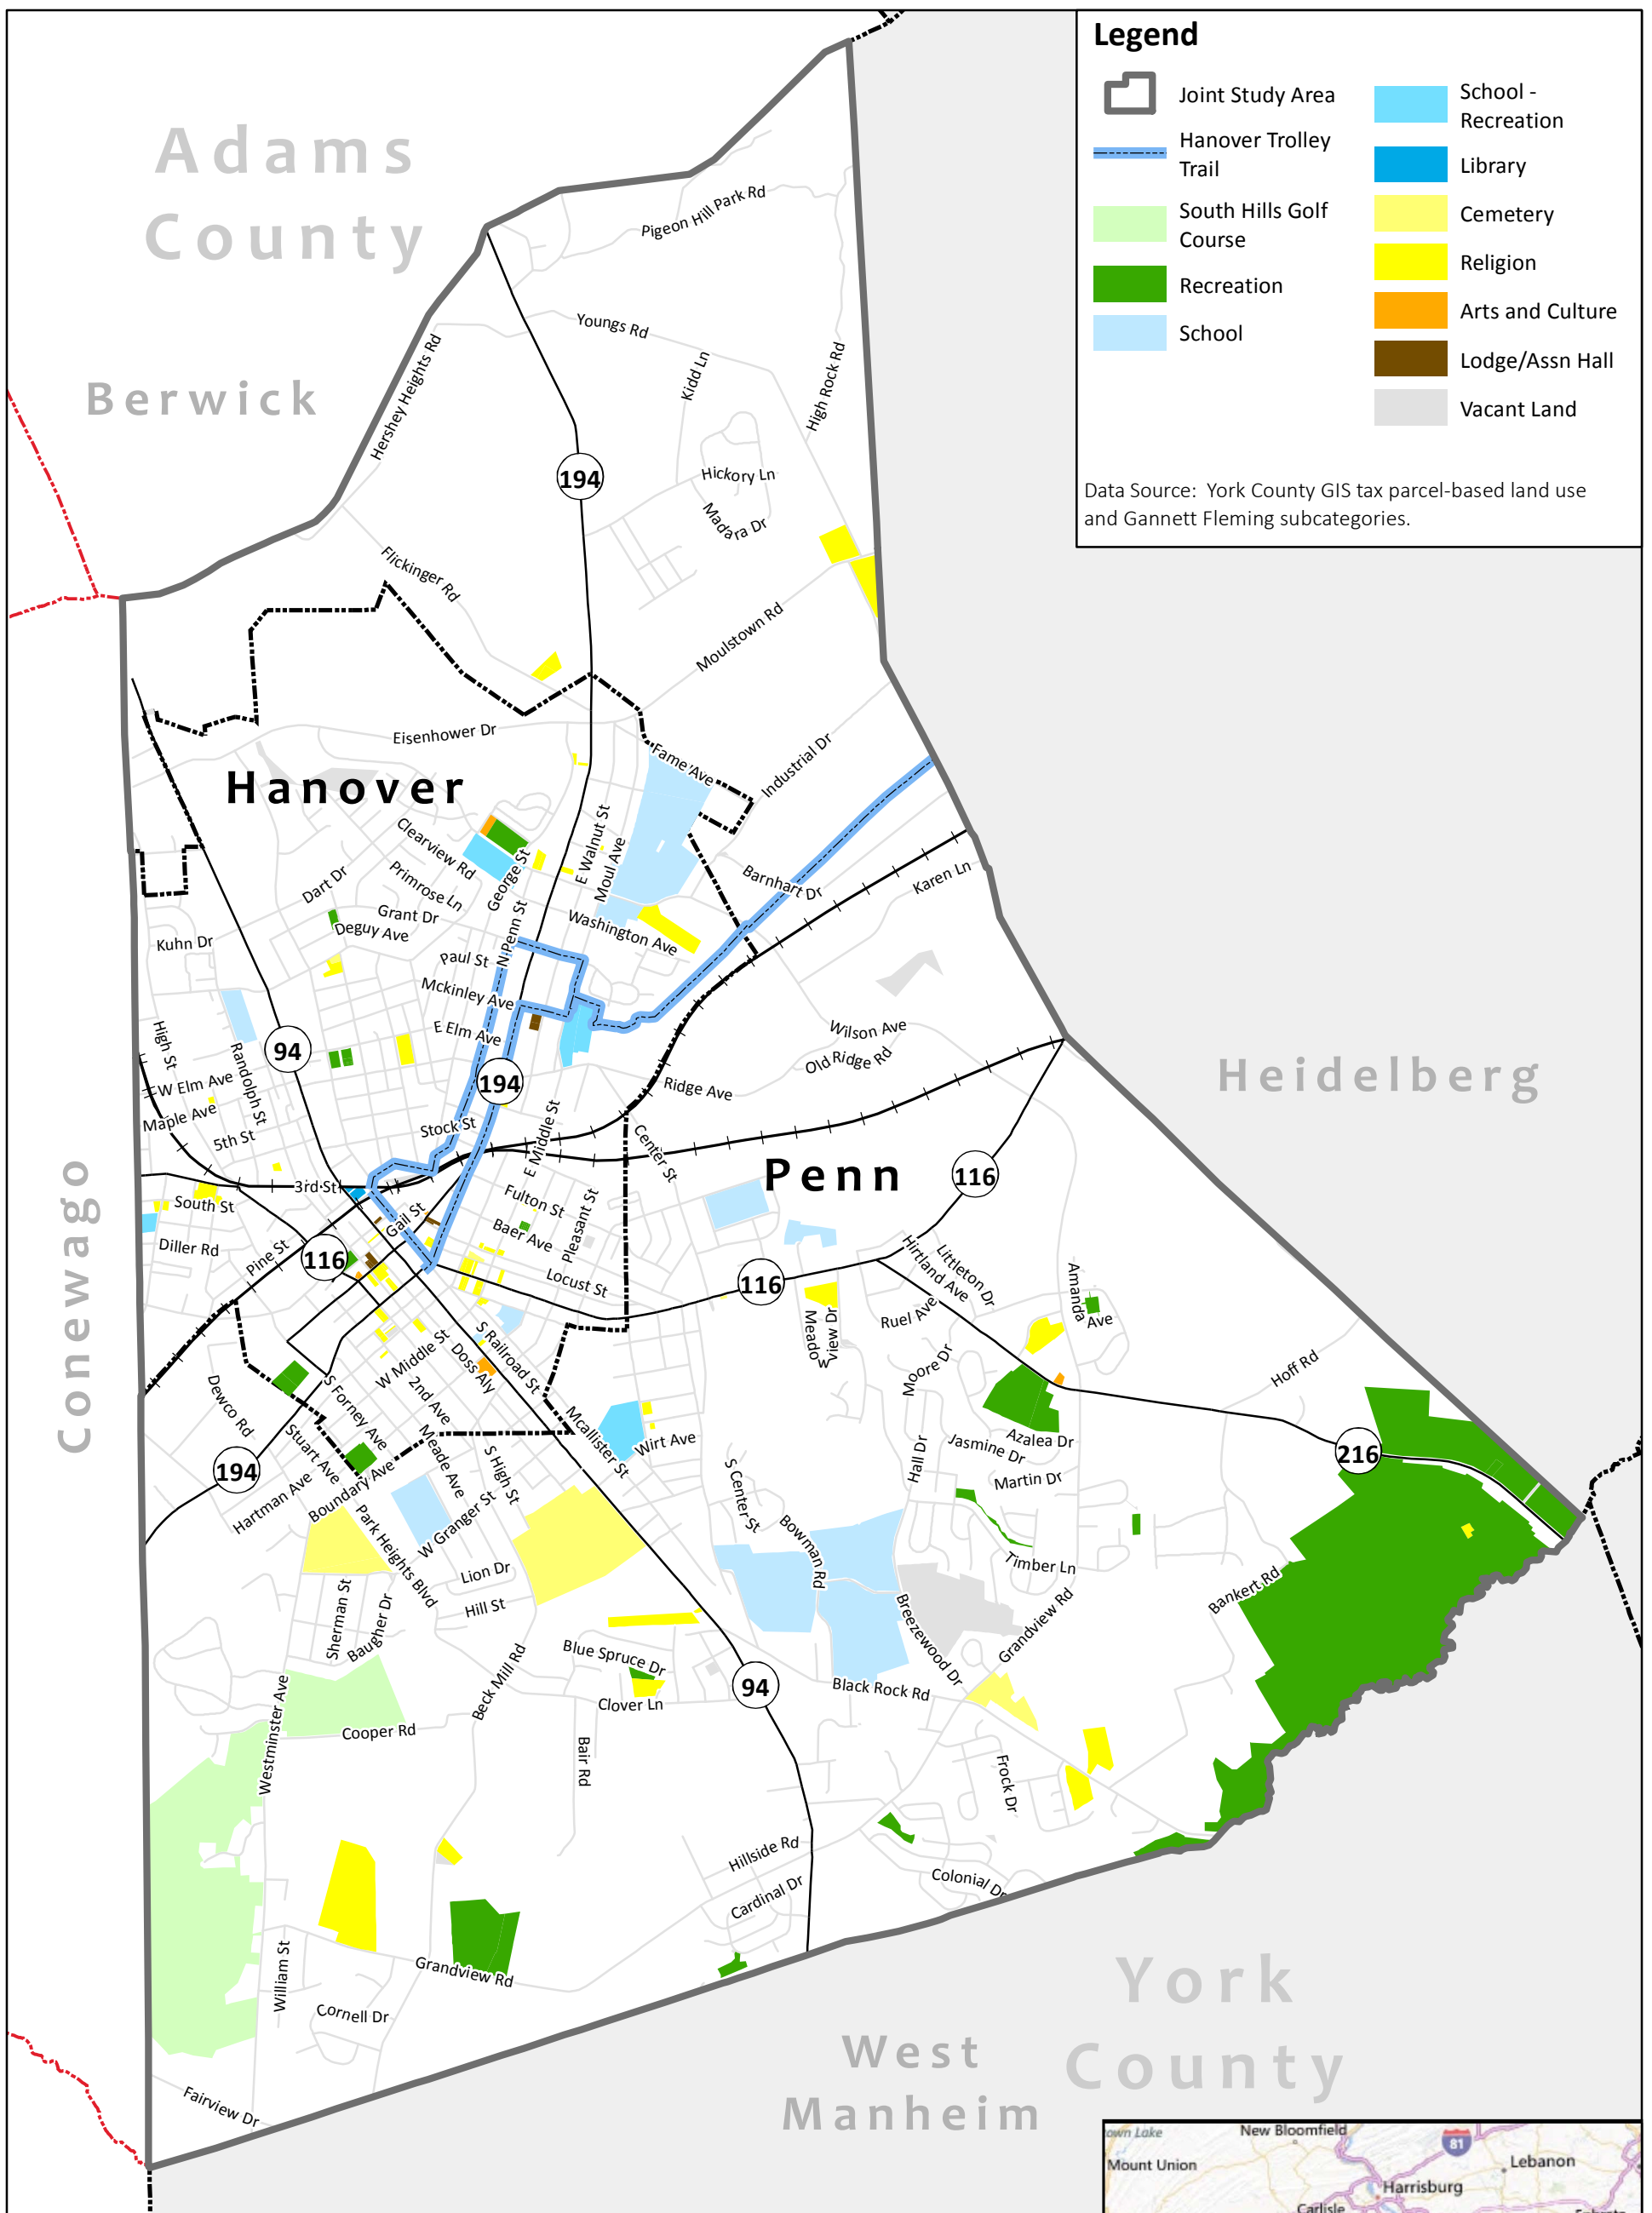 Legend
Joint Study Area
Hanover Trolley
Trail
South Hills Golf
Course
Recreation
School
School -
Recreation
Library
Cemetery
Religion
Arts and Culture
Lodge/Assn Hall
Vacant Land
Data Source:  York County GIS tax parcel-based land use
and Gannett Fleming subcategories.
Adams
County
Berwick
Pigeon Hill Park Rd
Youngs Rd
Kidd Ln
High Rock Rd
Hershey Heights Rd
194
Hickory Ln
Madara Dr
Flickinger Rd
Moulstown Rd
Eisenhower Dr
Fame Ave
Industrial Dr
Hanover
Clearview Rd
E Walnut St
Moul Ave
George St
Primrose Ln
Dart Dr
Grant Dr
Deguy Ave
Barnhart Dr
Karen Ln
Washington Ave
N Penn St
Kuhn Dr
Paul St
Mckinley Ave
E Elm Ave
High St
94
Randolph St
W Elm Ave
Maple Ave
5th St
194
Wilson Ave
Old Ridge Rd
Ridge Ave
Heidelberg
Stock St
E Middle St
Center St
Penn
116
3rd St
South St
Conewago
Gail St
Fulton St
Baer Ave
Pleasant St
Diller Rd
Pine St
116
Locust St
116
Hirtland Ave
Littleton Dr
Ruel Ave
Amanda
Ave
Meadow
view Dr
Moore Dr
S Railroad St
Doss Aly
W Middle St
2nd Ave
Dewco Rd
S Forney Ave
Stuart Ave
Hoff Rd
Mcallister St
Wirt Ave
Meade Ave
S High St
194
Hartman Ave
Boundary Ave
Azalea Dr
Jasmine Dr
Hall Dr
Martin Dr
216
S Center St
Park Heights Blvd
W Granger St
Bowman Rd
Timber Ln
Lion Dr
Hill St
Sherman St
Baugher Dr
Bankert Rd
Grandview Rd
Breezewood Dr
Blue Spruce Dr
Clover Ln
94
Black Rock Rd
Beck Mill Rd
Westminster Ave
Cooper Rd
Bair Rd
Frock Dr
Hillside Rd
Cardinal Dr
Colonial Dr
Grandview Rd
William St
Cornell Dr
Fairview Dr
York
County
West
Manheim
own Lake
New Bloomfield
81
Mount Union
Lebanon
Harrisburg
Carlisle